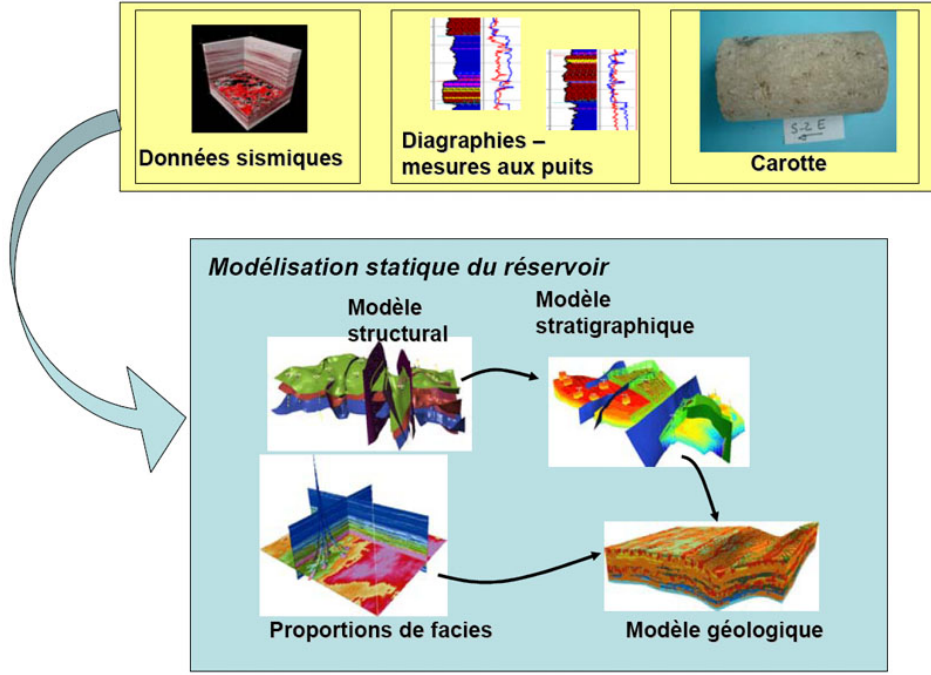 Données sismiques
Diagraphies –
mesures aux puits
S-2 E
Carotte
Modélisation statique du réservoir
Modèle
structural
Modèle
stratigraphique
Proportions de facies
Modèle géologique